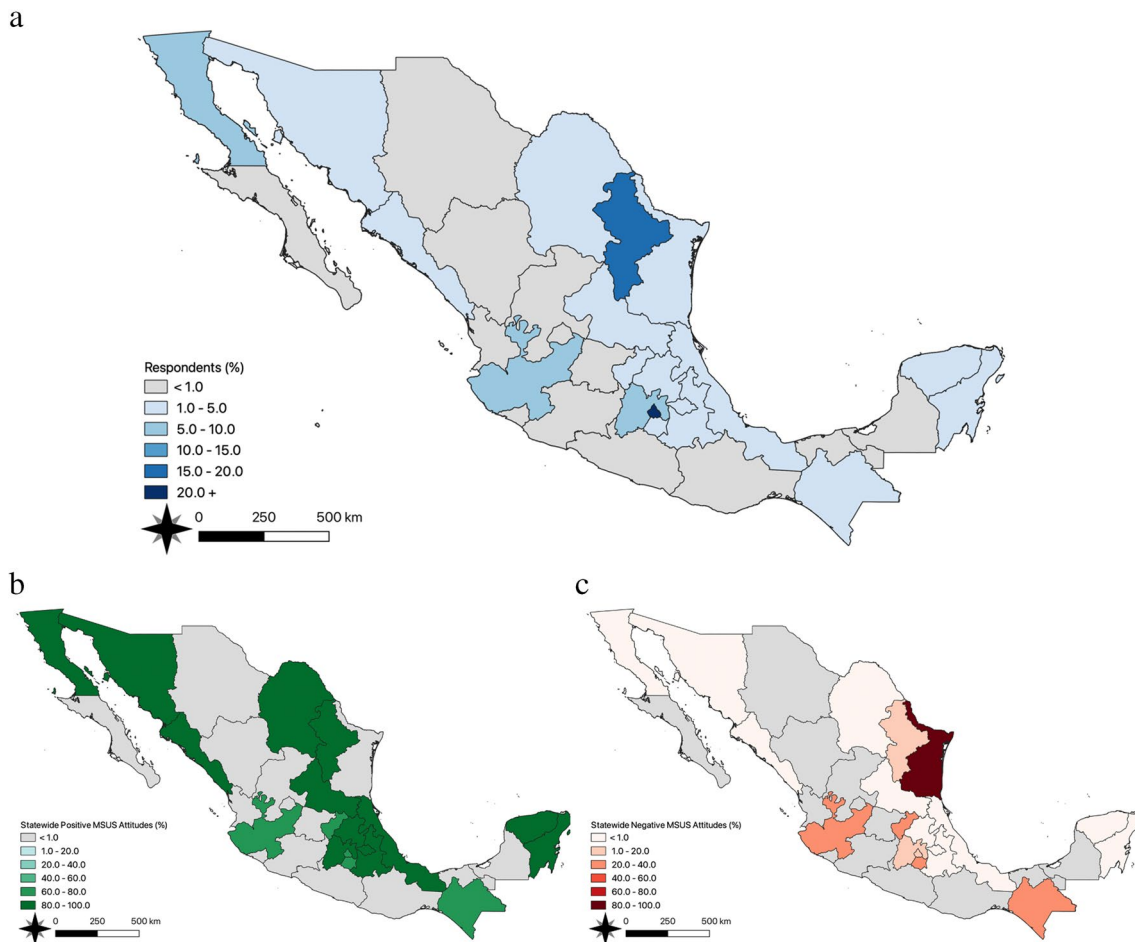 a
Respondents (%)
< 1.0
1.0 - 5.0
5.0 - 10.0
10.0 - 15.0
15.0 - 20.0
20.0 +
0 250 500 km
b
Statewide Positive MSUS Attitudes (%)
< 1.0
1.0 - 20.0
20.0 - 40.0
40.0 - 60.0
60.0 - 80.0
80.0 - 100.0
0 250 500 km
c
Statewide Negative MSUS Attitudes (%)
< 1.0
1.0 - 20.0
20.0 - 40.0
40.0 - 60.0
60.0 - 80.0
80.0 - 100.0
0 250 500 km